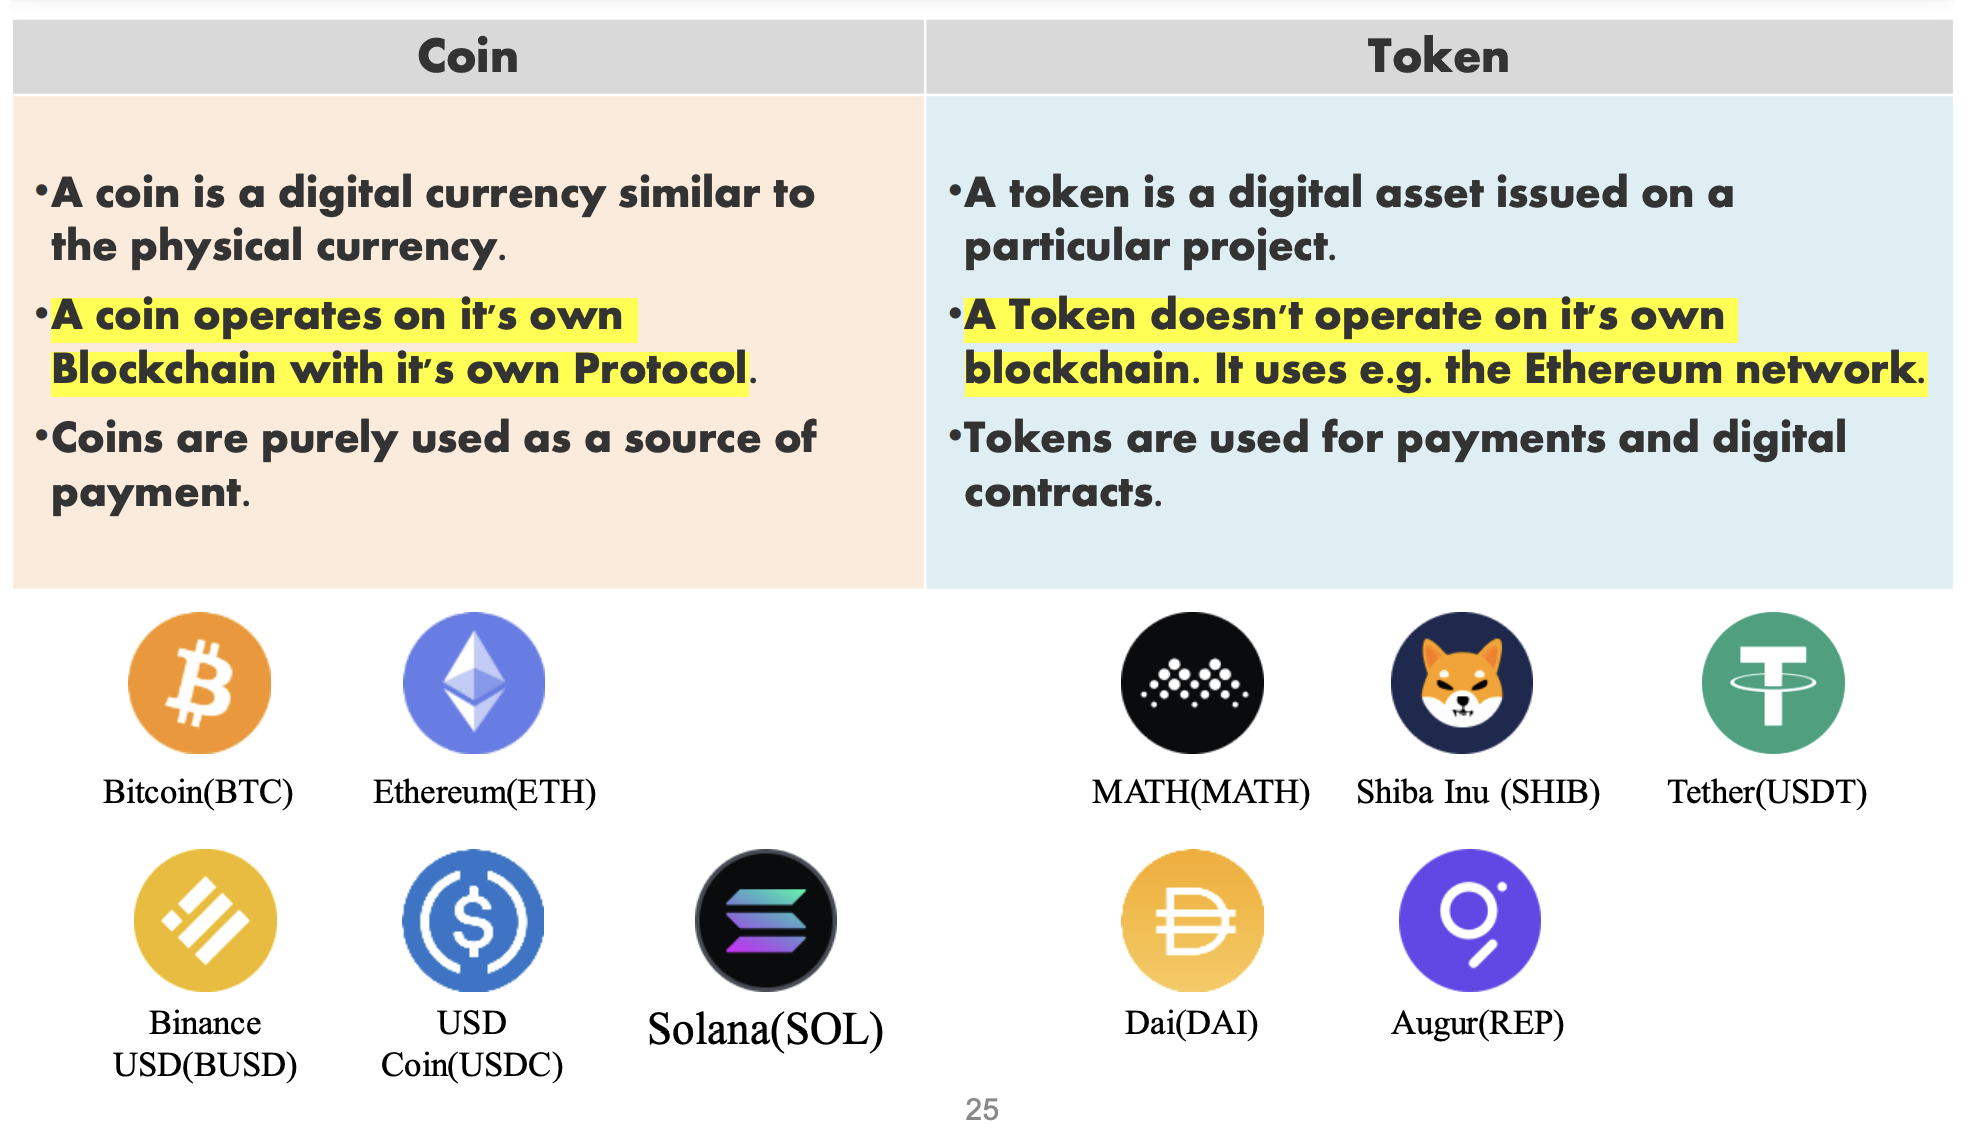 Coin
Token
•A coin is a digital currency similar to
the physical currency.
•A coin operates on it's own
Blockchain with it's own Protocol.
•Coins are purely used as a source of
payment.
•A token is a digital asset issued on a
particular project.
•A Token doesn't operate on it's own
blockchain. It uses e.g. the Ethereum network.
•Tokens are used for payments and digital
contracts.
Bitcoin(BTC)
Ethereum(ETH)
Binance
USD(BUSD)
USD
Coin(USDC)
Solana(SOL)
MATH(MATH)
Shiba Inu (SHIB)
Tether(USDT)
Dai(DAI)
Augur(REP)
25